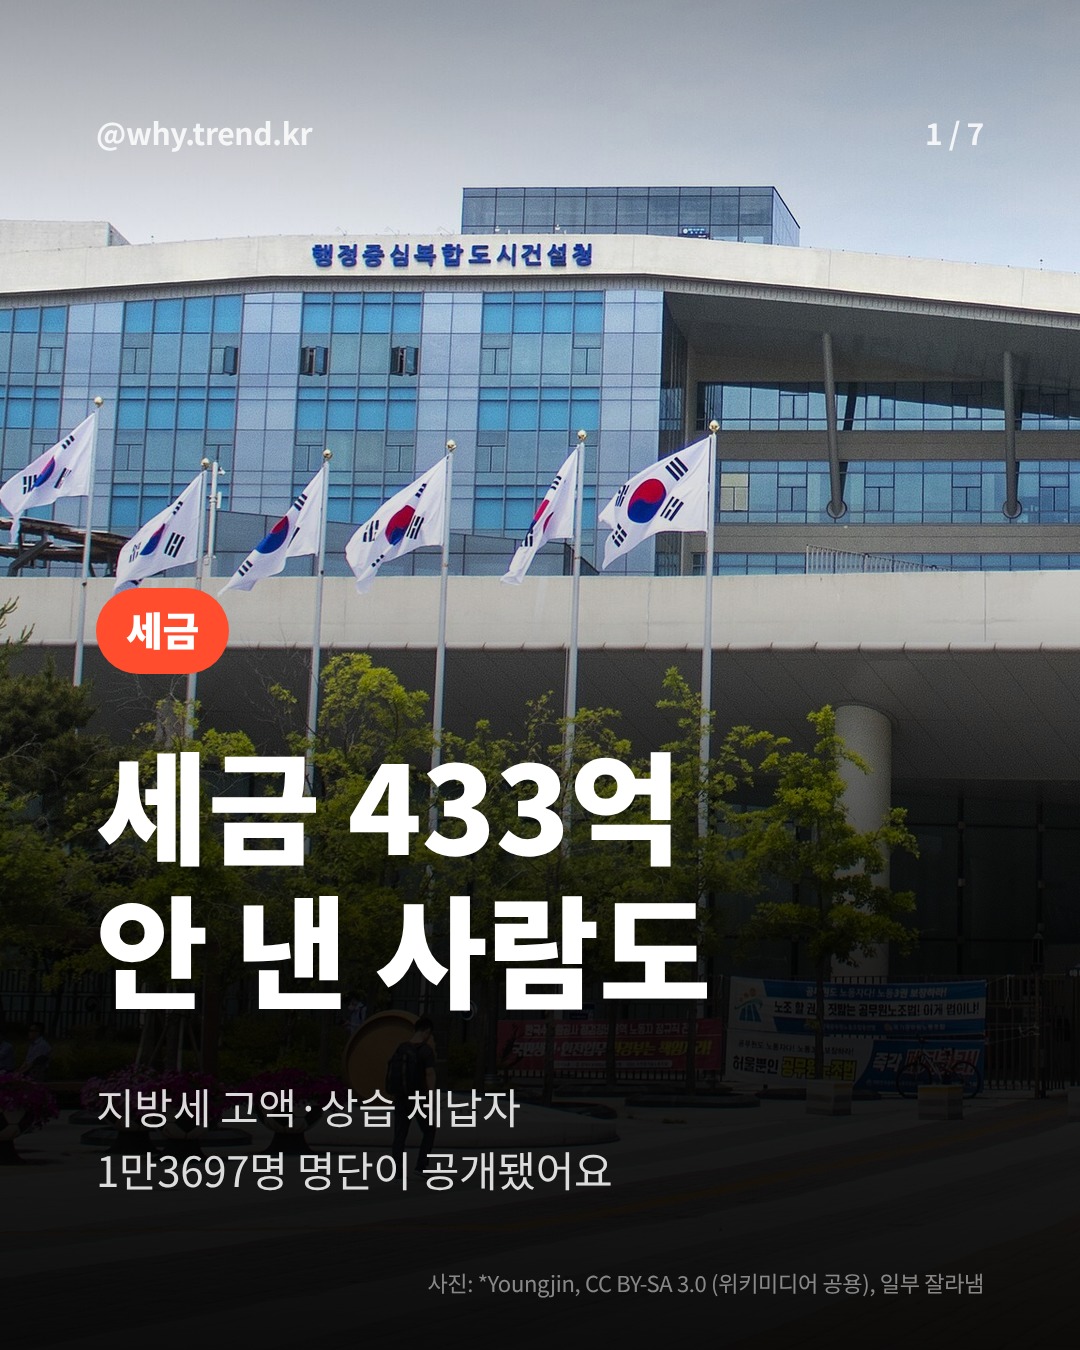 @why.trend.kr
1 / 7
행정중심복합도시건설청
세금
세금 433억
안 낸 사람도
지방세 고액·상습 체납자
1만3697명 명단이 공개됐어요
사진: *Youngjin, CC BY-SA 3.0 (위키미디어 공용), 일부 잘라냄